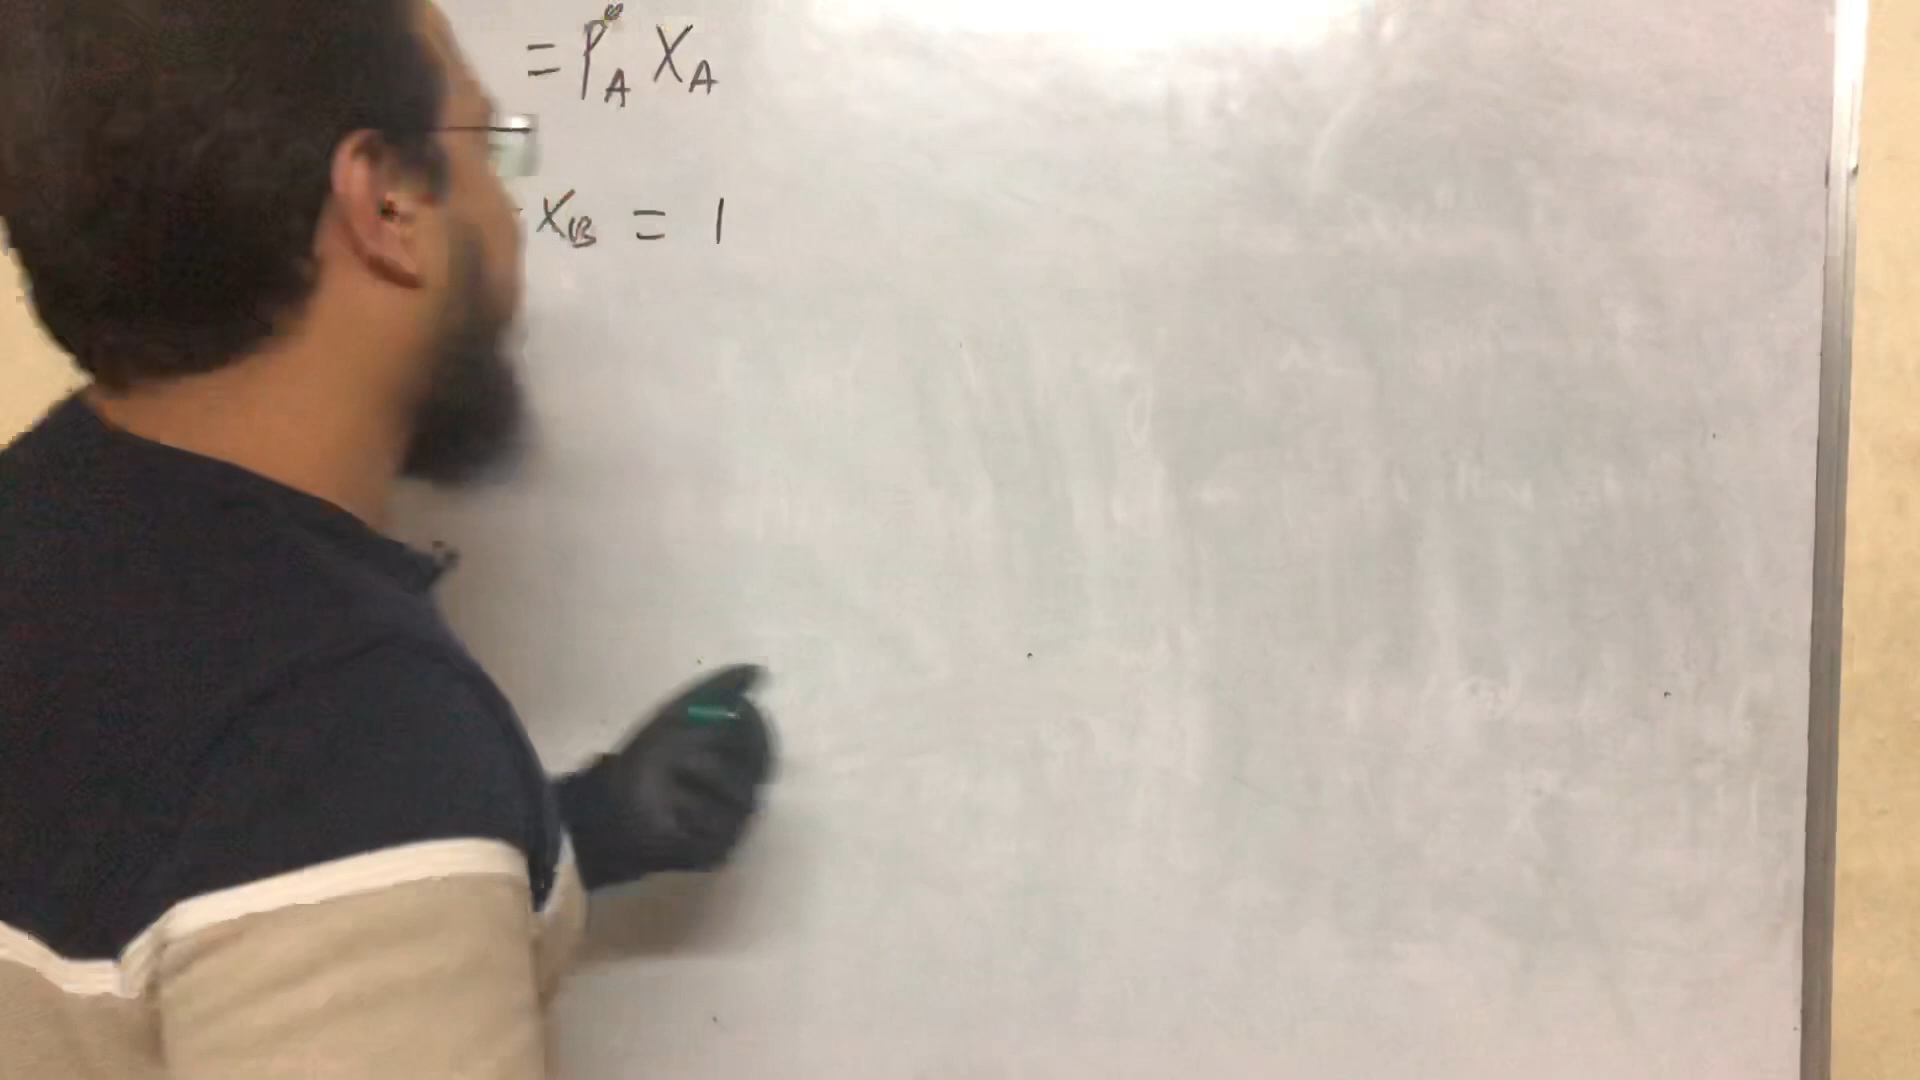 = P°A XA
XB = 1